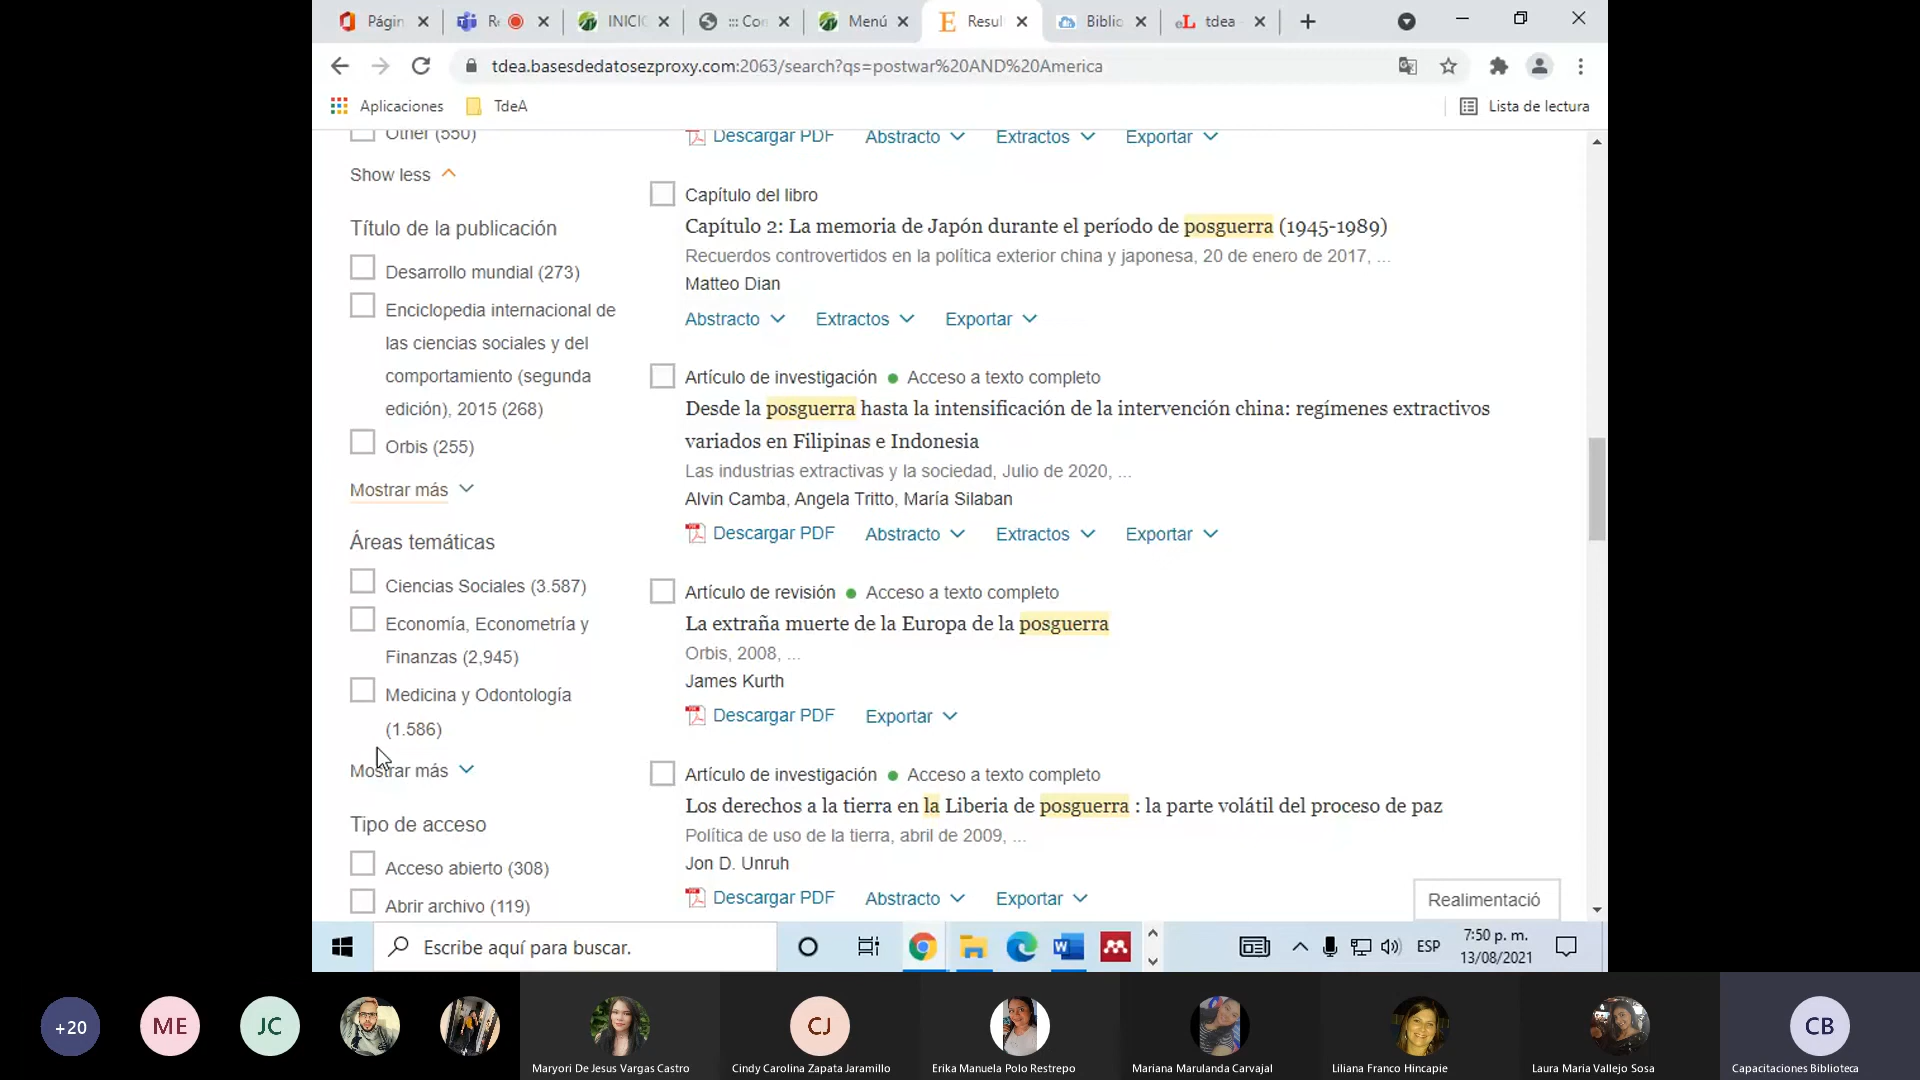 Págin
Re
INICIO
::: Con
Menú
Resul
Biblio
eL tdea
tdea.basesdedatosezproxy.com:2063/search?qs=postwar%20AND%20America
Aplicaciones
TdeA
Lista de lectura
Other (550)
Show less
Título de la publicación
Desarrollo mundial (273)
Enciclopedia internacional de
las ciencias sociales y del
comportamiento (segunda
edición), 2015 (268)
Orbis (255)
Mostrar más
Áreas temáticas
Ciencias Sociales (3.587)
Economía, Econometría y
Finanzas (2,945)
Medicina y Odontología
(1.586)
Mostrar más
Tipo de acceso
Acceso abierto (308)
Abrir archivo (119)
Descargar PDF Abstracto Extractos Exportar
Capítulo del libro
Capítulo 2: La memoria de Japón durante el período de posguerra (1945-1989)
Recuerdos controvertidos en la política exterior china y japonesa, 20 de enero de 2017, ...
Matteo Dian
Abstracto Extractos Exportar
Artículo de investigación Acceso a texto completo
Desde la posguerra hasta la intensificación de la intervención china: regímenes extractivos
variados en Filipinas e Indonesia
Las industrias extractivas y la sociedad, Julio de 2020, ...
Alvin Camba, Angela Tritto, María Silaban
Descargar PDF Abstracto Extractos Exportar
Artículo de revisión Acceso a texto completo
La extraña muerte de la Europa de la posguerra
Orbis, 2008, ...
James Kurth
Descargar PDF Exportar
Artículo de investigación Acceso a texto completo
Los derechos a la tierra en la Liberia de posguerra : la parte volátil del proceso de paz
Política de uso de la tierra, abril de 2009, ...
Jon D. Unruh
Descargar PDF Abstracto Exportar
Realimentació
Escribe aquí para buscar.
ESP
7:50 p. m.
13/08/2021
+20
ME
JC
CJ
CB
Maryori De Jesus Vargas Castro
Cindy Carolina Zapata Jaramillo
Erika Manuela Polo Restrepo
Mariana Marulanda Carvajal
Liliana Franco Hincapie
Laura Maria Vallejo Sosa
Capacitaciones Biblioteca